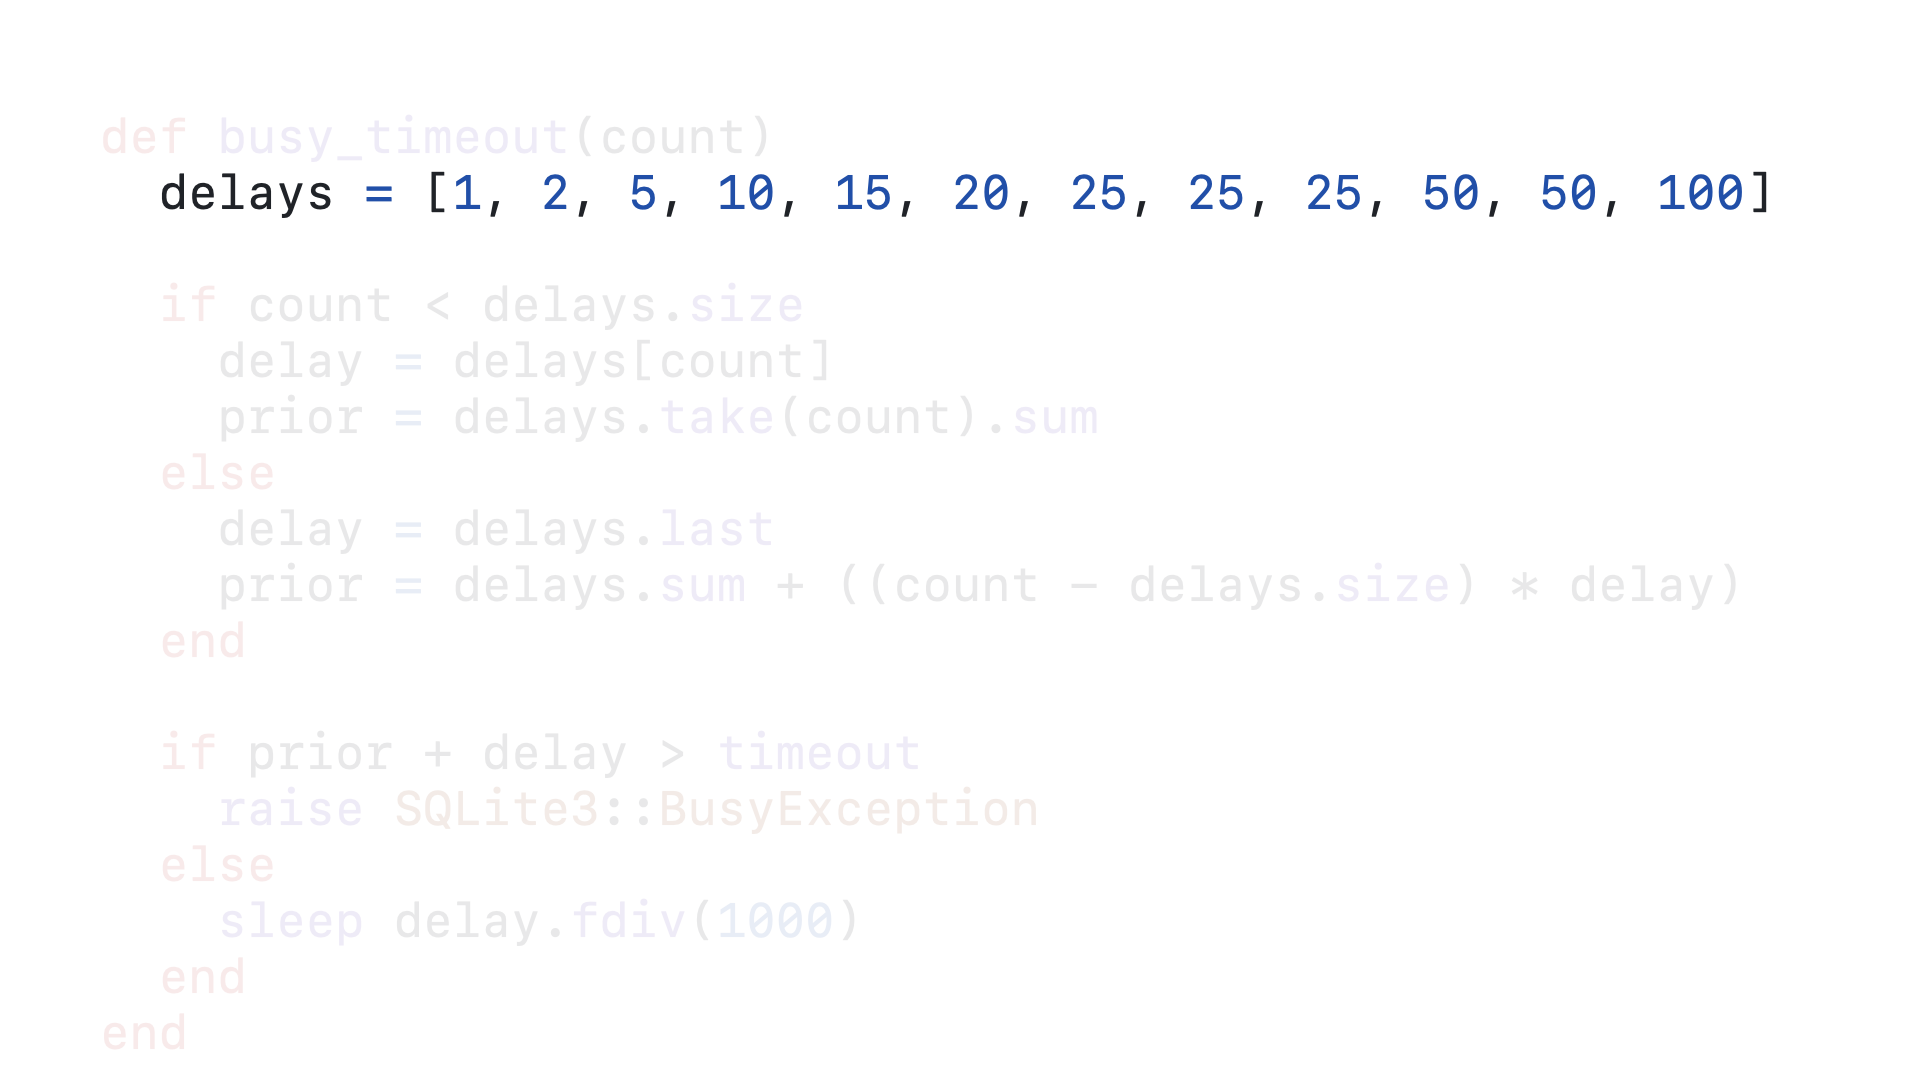 def busy_timeout(count)
  delays = [1, 2, 5, 10, 15, 20, 25, 25, 25, 50, 50, 100]
  if count < delays.size
    delay = delays[count]
    prior = delays.take(count).sum
  else
    delay = delays.last
    prior = delays.sum + ((count - delays.size) * delay)
  end
  if prior + delay > timeout
    raise SQLite3::BusyException
  else
    sleep delay.fdiv(1000)
  end
end